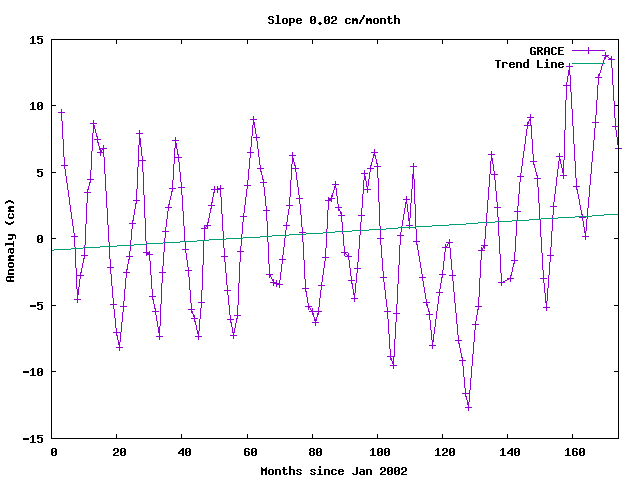 Slope 0.02 cm/month
GRACE
Trend Line
15
10
5
0
-5
-10
-15
Anomaly (cm)
0 20 40 60 80 100 120 140 160
Months since Jan 2002